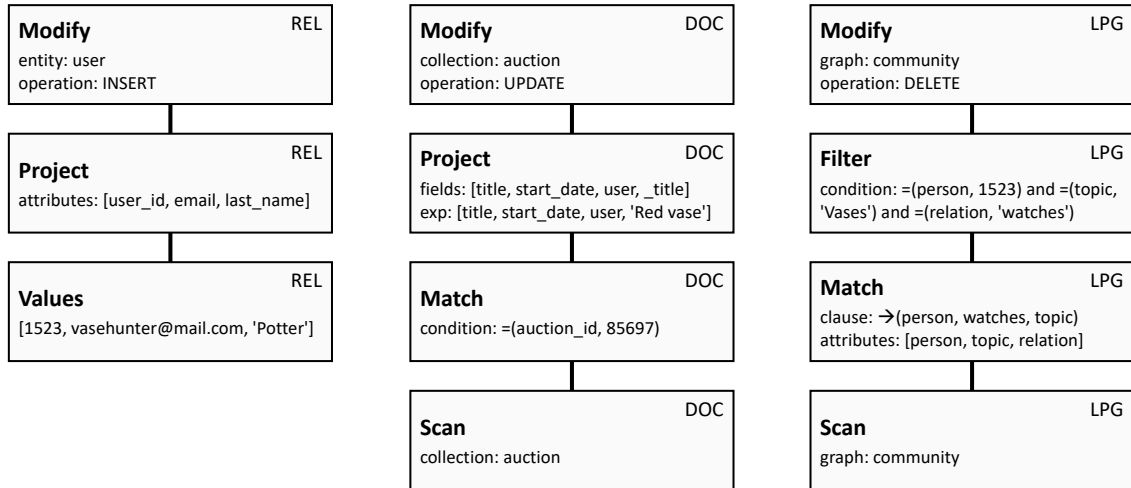 Modify REL
entity: user
operation: INSERT
Project REL
attributes: [user_id, email, last_name]
Values REL
[1523, vasehunter@mail.com, 'Potter']
Modify DOC
collection: auction
operation: UPDATE
Project DOC
fields: [title, start_date, user, _title]
exp: [title, start_date, user, 'Red vase']
Match DOC
condition: =(auction_id, 85697)
Scan DOC
collection: auction
Modify LPG
graph: community
operation: DELETE
Filter LPG
condition: =(person, 1523) and =(topic,
'Vases') and =(relation, 'watches')
Match LPG
clause: →(person, watches, topic)
attributes: [person, topic, relation]
Scan LPG
graph: community